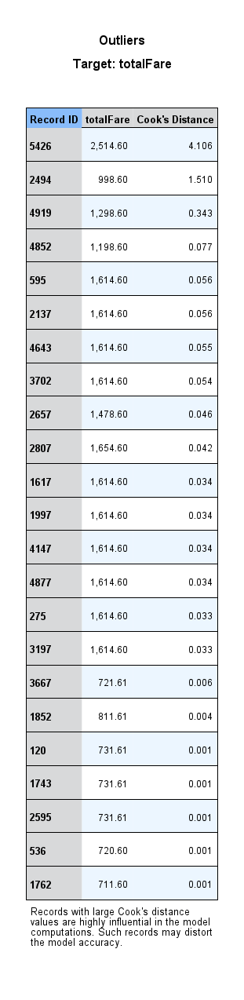 Outliers
Target: totalFare
Record ID totalFare Cook's Distance
5426 2,514.60 4.106
2494 998.60 1.510
4919 1,298.60 0.343
4852 1,198.60 0.077
595 1,614.60 0.056
2137 1,614.60 0.056
4643 1,614.60 0.055
3702 1,614.60 0.054
2657 1,478.60 0.046
2807 1,654.60 0.042
1617 1,614.60 0.034
1997 1,614.60 0.034
4147 1,614.60 0.034
4877 1,614.60 0.034
275 1,614.60 0.033
3197 1,614.60 0.033
3667 721.61 0.006
1852 811.61 0.004
120 731.61 0.001
1743 731.61 0.001
2595 731.61 0.001
536 720.60 0.001
1762 711.60 0.001
Records with large Cook's distance
values are highly influential in the model
computations. Such records may distort
the model accuracy.